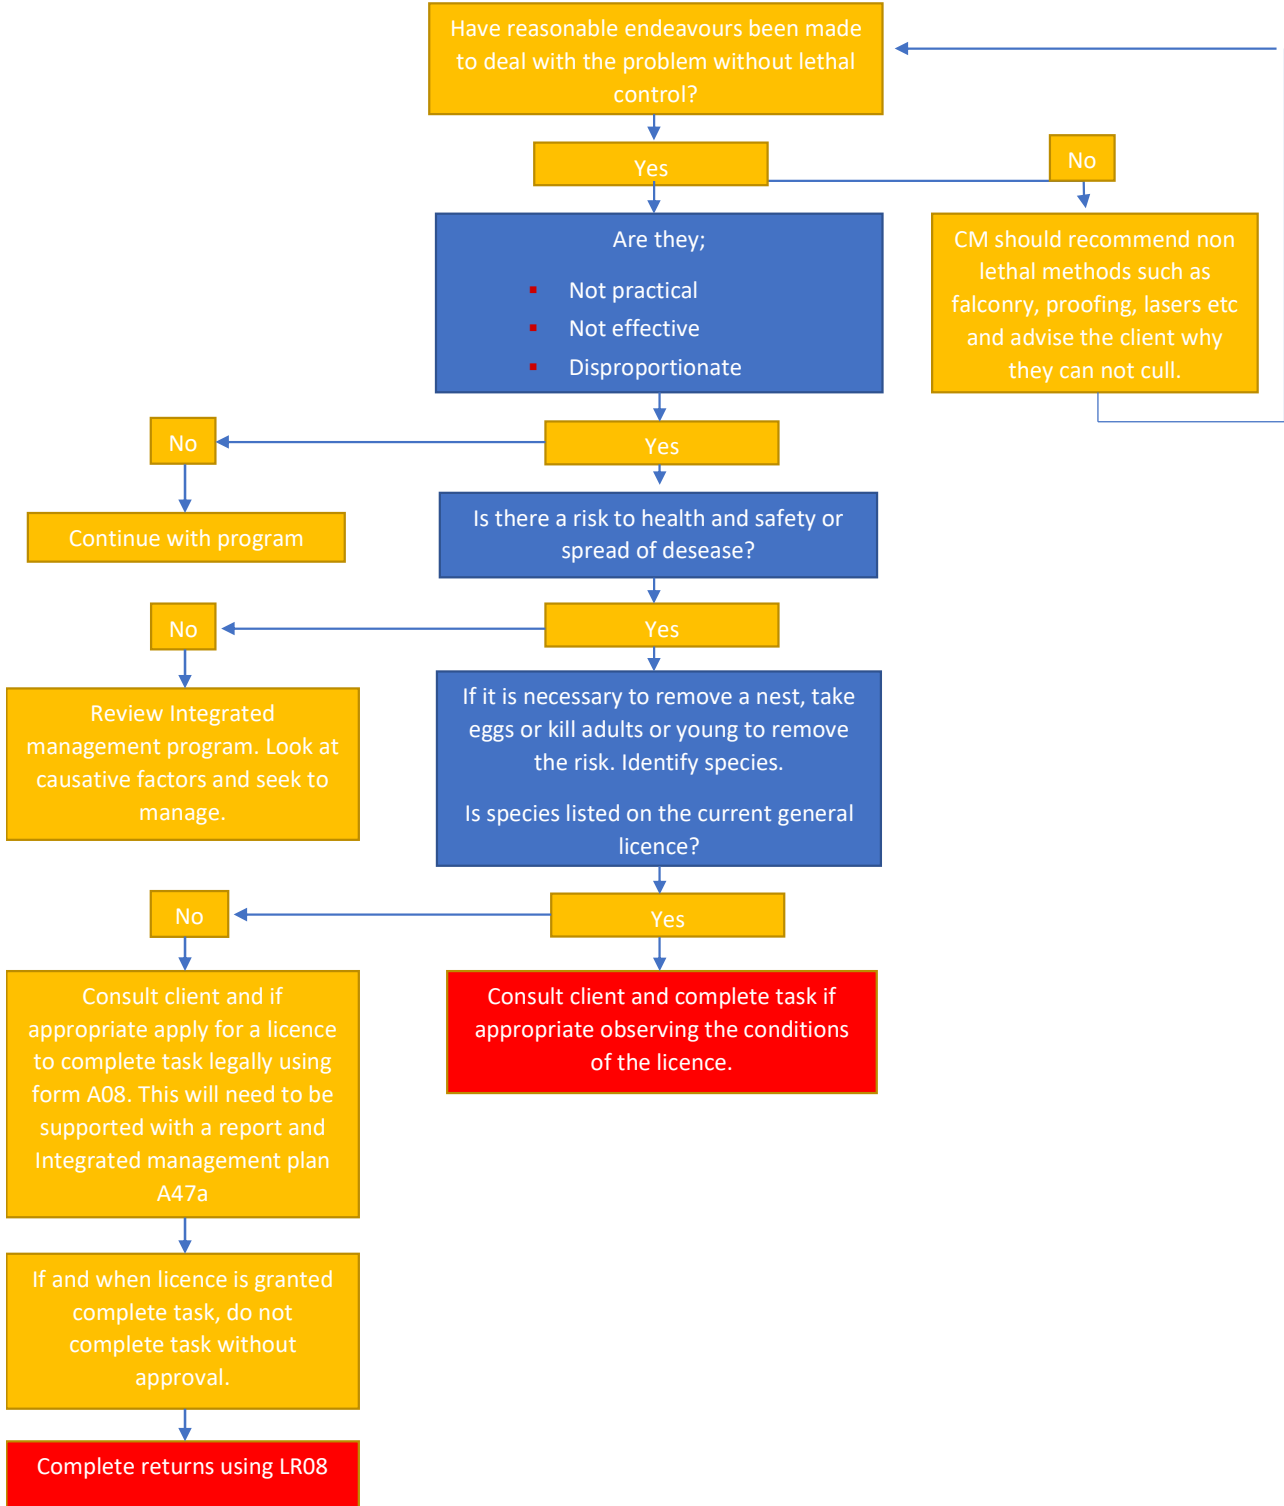 Have reasonable endeavours been made
to deal with the problem without lethal
control?
Yes
No
Are they;
▪ Not practical
▪ Not effective
▪ Disproportionate
CM should recommend non
lethal methods such as
falconry, proofing, lasers etc
and advise the client why
they can not cull.
No
Yes
Continue with program
Is there a risk to health and safety or
spread of desease?
No
Yes
Review Integrated
management program. Look at
causative factors and seek to
manage.
If it is necessary to remove a nest, take
eggs or kill adults or young to remove
the risk. Identify species.
Is species listed on the current general
licence?
No
Yes
Consult client and if
appropriate apply for a licence
to complete task legally using
form A08. This will need to be
supported with a report and
Integrated management plan
A47a
Consult client and complete task if
appropriate observing the conditions
of the licence.
If and when licence is granted
complete task, do not
complete task without
approval.
Complete returns using LR08